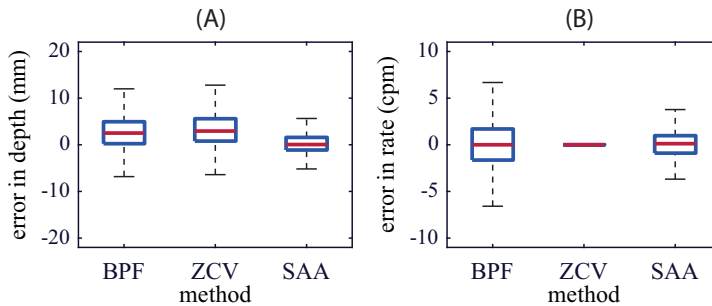 (A)
error in depth (mm)
20
10
0
-10
-20
BPF
ZCV
SAA
method
(B)
error in rate (cpm)
10
5
0
-5
-10
BPF
ZCV
SAA
method